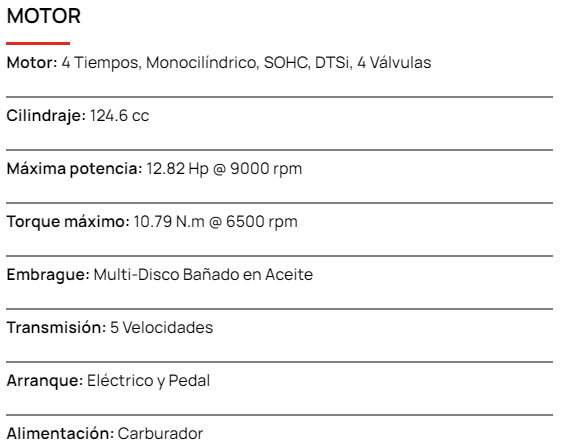 MOTOR
Motor: 4 Tiempos, Monocilíndrico, SOHC, DTSi, 4 Válvulas
Cilindraje: 124.6 cc
Máxima potencia: 12.82 Hp @ 9000 rpm
Torque máximo: 10.79 N.m @ 6500 rpm
Embrague: Multi-Disco Bañado en Aceite
Transmisión: 5 Velocidades
Arranque: Eléctrico y Pedal
Alimentación: Carburador